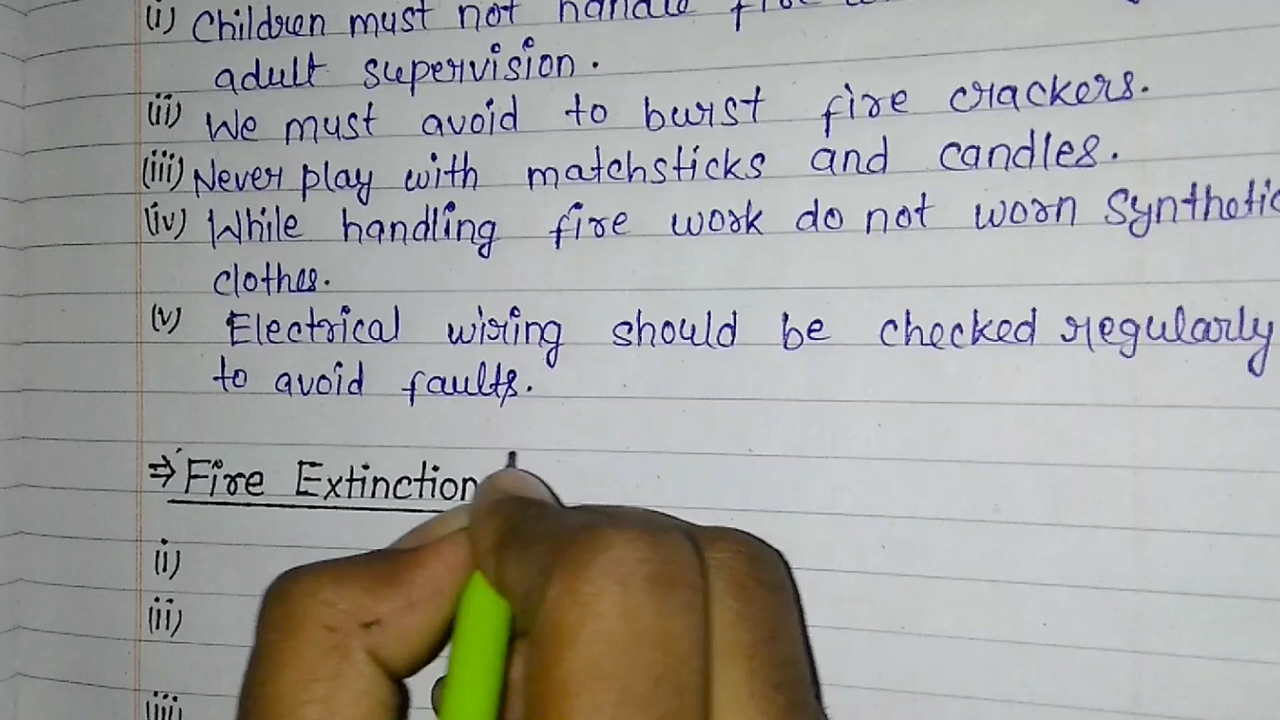 (i) Children must not handle
adult supervision.
(ii) We must avoid to burst fire crackers.
(iii) Never play with matchsticks and candles.
(iv) While handling fire work do not worn Synthetic
clothes.
(v) Electrical wiring should be checked regularly
to avoid faults.
⇒ Fire Extinction
(i)
(ii)
(iii)